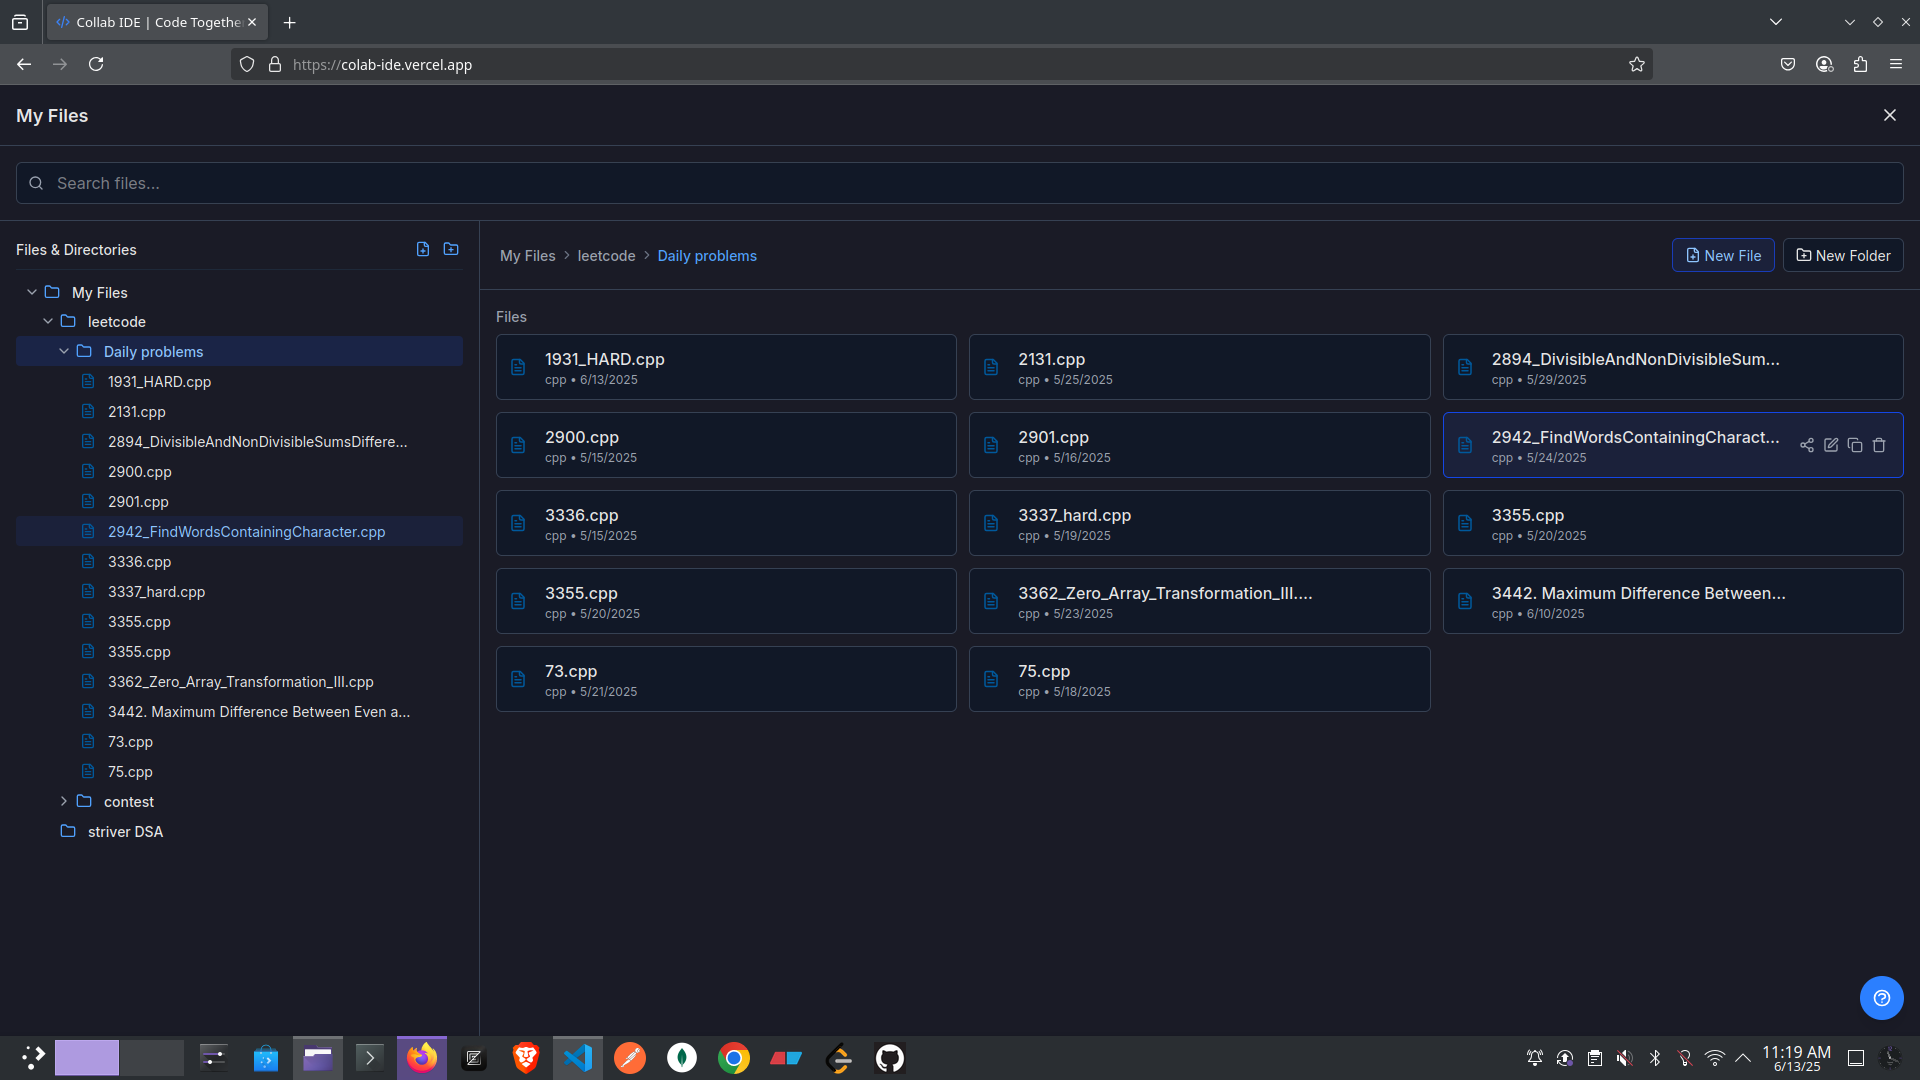 Collab IDE | Code Togethe
https://colab-ide.vercel.app
My Files
Search files...
Files & Directories
My Files
leetcode
Daily problems
1931_HARD.cpp
2131.cpp
2894_DivisibleAndNonDivisibleSumsDiffere...
2900.cpp
2901.cpp
2942_FindWordsContainingCharacter.cpp
3336.cpp
3337_hard.cpp
3355.cpp
3355.cpp
3362_Zero_Array_Transformation_III.cpp
3442. Maximum Difference Between Even a...
73.cpp
75.cpp
contest
striver DSA
My Files > leetcode > Daily problems
New File
New Folder
Files
1931_HARD.cpp
cpp • 6/13/2025
2131.cpp
cpp • 5/25/2025
2894_DivisibleAndNonDivisibleSum...
cpp • 5/29/2025
2900.cpp
cpp • 5/15/2025
2901.cpp
cpp • 5/16/2025
2942_FindWordsContainingCharact...
cpp • 5/24/2025
3336.cpp
cpp • 5/15/2025
3337_hard.cpp
cpp • 5/19/2025
3355.cpp
cpp • 5/20/2025
3355.cpp
cpp • 5/20/2025
3362_Zero_Array_Transformation_III....
cpp • 5/23/2025
3442. Maximum Difference Between...
cpp • 6/10/2025
73.cpp
cpp • 5/21/2025
75.cpp
cpp • 5/18/2025
11:19 AM
6/13/25